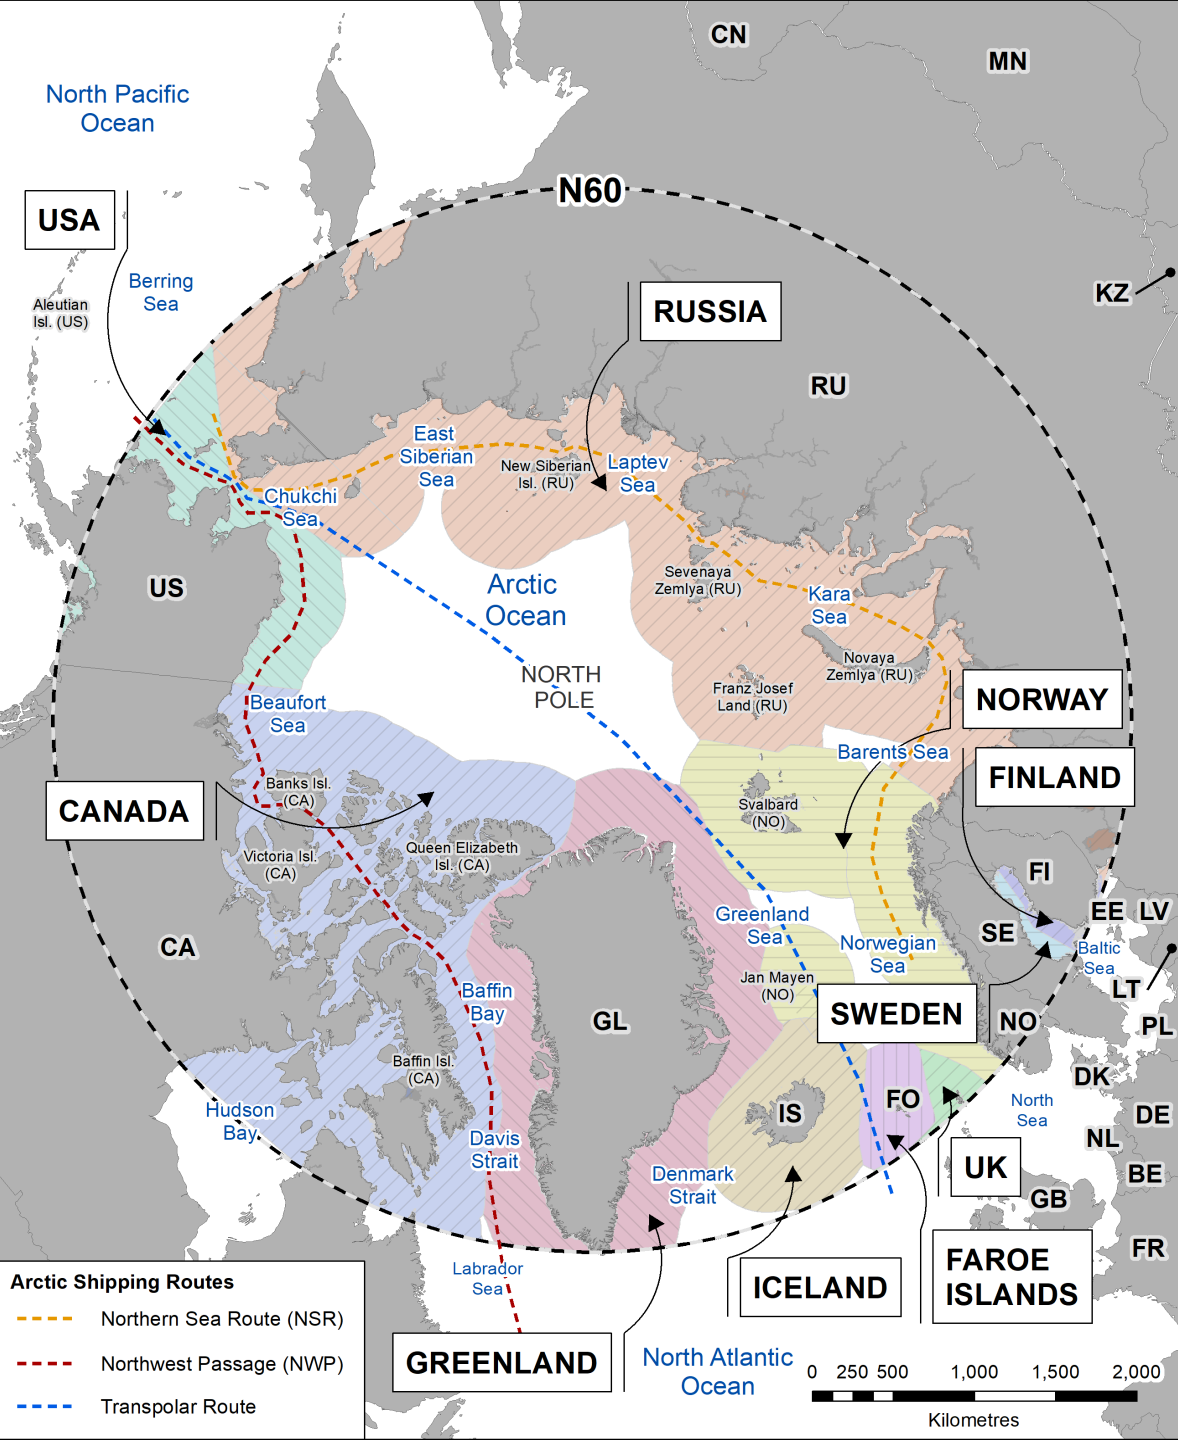 CN
MN
North Pacific
Ocean
N60
USA
Berring
Sea
Aleutian
Isl. (US)
KZ
RUSSIA
RU
East
Siberian
Sea
New Siberian
Isl. (RU)
Laptev
Sea
Chukchi
Sea
US
Arctic
Ocean
Sevenaya
Zemlya (RU)
Kara
Sea
NORTH
POLE
Novaya
Zemlya (RU)
Franz Josef
Land (RU)
NORWAY
Beaufort
Sea
Barents Sea
FINLAND
CANADA
Banks Isl.
(CA)
Svalbard
(NO)
Victoria Isl.
(CA)
Queen Elizabeth
Isl. (CA)
FI
EE
LV
CA
Greenland
Sea
SE
Norwegian
Sea
Baltic
Sea
Jan Mayen
(NO)
LT
Baffin
Bay
GL
SWEDEN
NO
PL
Baffin Isl.
(CA)
DK
Hudson
Bay
IS
FO
North
Sea
DE
NL
Davis
Strait
Denmark
Strait
UK
BE
GB
FAROE
ISLANDS
FR
Labrador
Sea
ICELAND
GREENLAND
North Atlantic
Ocean
Arctic Shipping Routes
Northern Sea Route (NSR)
Northwest Passage (NWP)
Transpolar Route
0 250 500 1,000 1,500 2,000
Kilometres